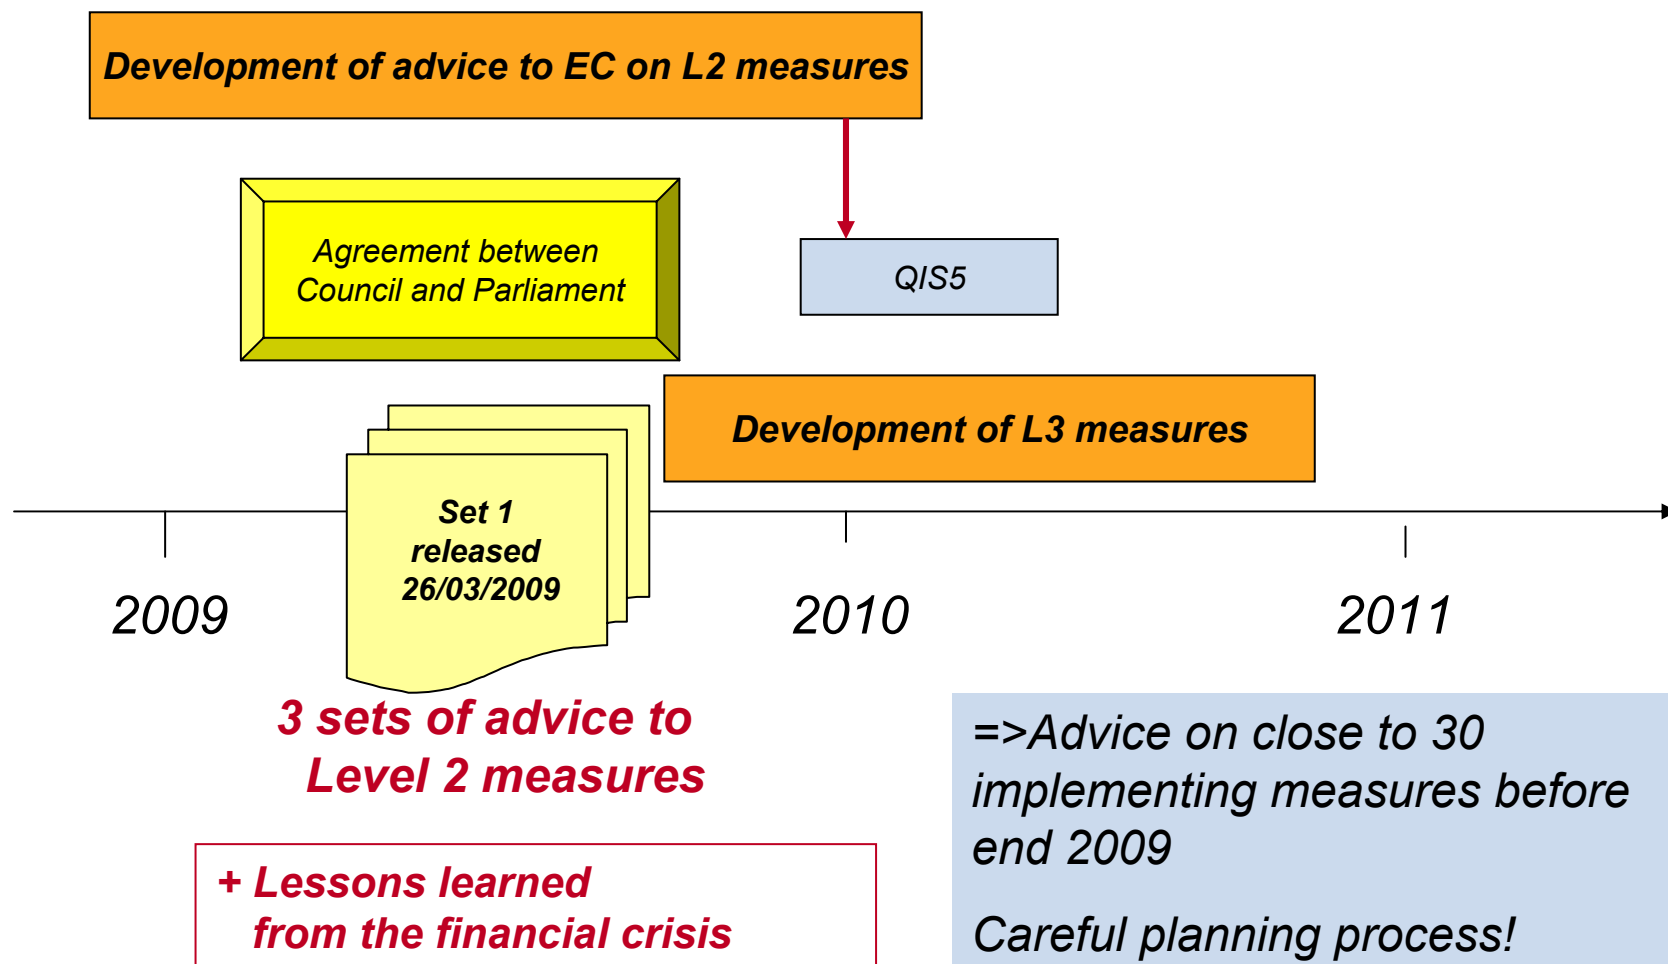 Development of advice to EC on L2 measures
Agreement between
Council and Parliament
QIS5
Development of L3 measures
Set 1
released
26/03/2009
2009
2010
2011
3 sets of advice to
Level 2 measures
+ Lessons learned
from the financial crisis
=>Advice on close to 30
implementing measures before
end 2009
Careful planning process!